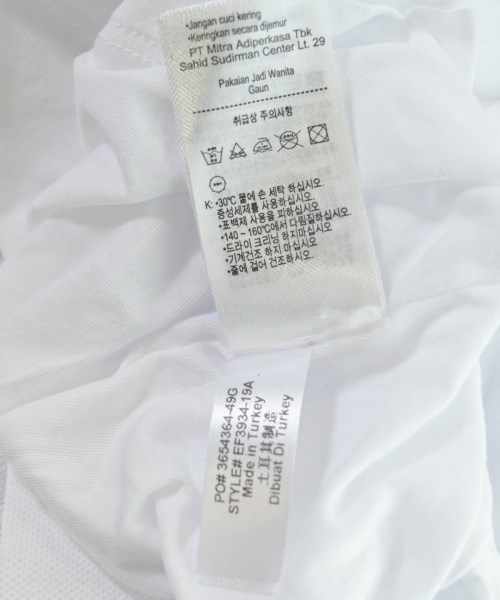 •Jangan cuci kering
•Keringkan secara dijemur
PT Mitra Adiperkasa Tbk
Sahid Sudirman Center Lt. 29
Pakaian Jadi Wanita
Gaun
취급상 주의사항
K: •30℃ 물에 손 세탁 하십시오.
중성세제를 사용하십시오.
•표백제 사용을 피하십시오.
•140 ~ 160℃에서 다림질하십시오.
•드라이 크리닝 하지마십시오
•기계건조 하지 마십시오
•줄에 걸어 건조하십시오.
PO# 3654364-49G
STYLE# EF3934-19A
Made in Turkey
土耳其制造
Dibuat Di Turkey